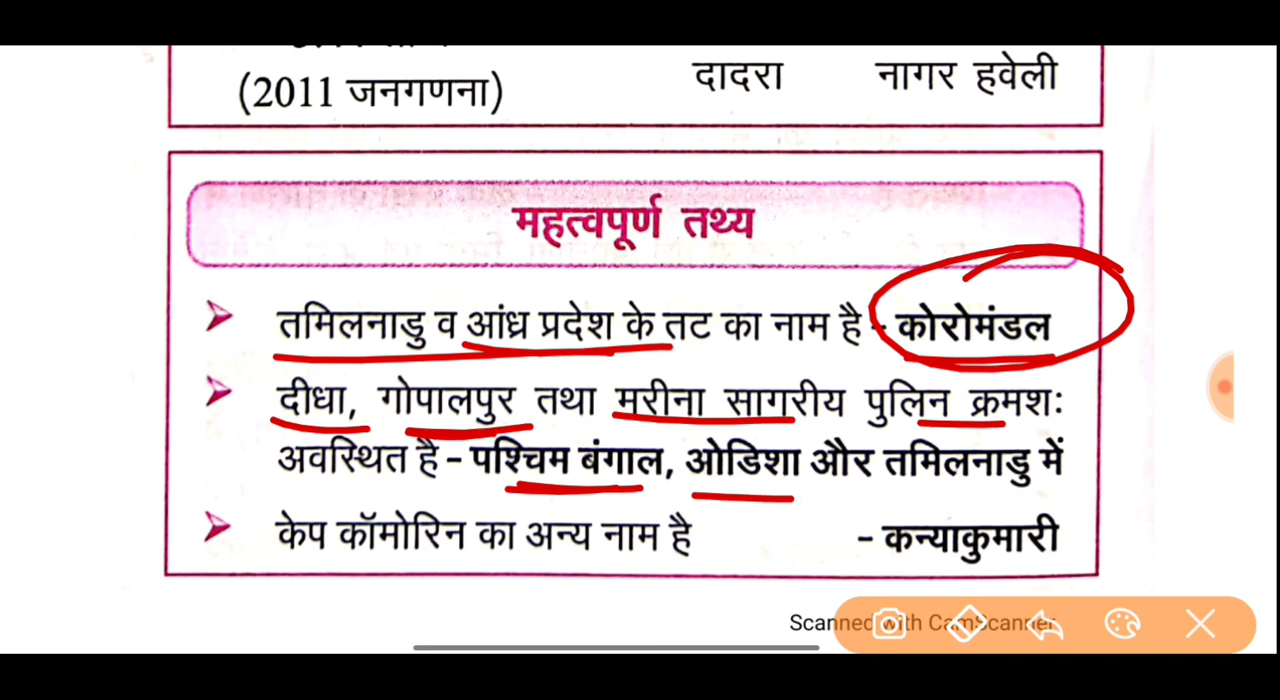 (2011 जनगणना) दादरा नागर हवेली
महत्वपूर्ण तथ्य
तमिलनाडु व आंध्र प्रदेश के तट का नाम है - कोरोमंडल
दीधा, गोपालपुर तथा मरीना सागरीय पुलिन क्रमशः
अवस्थित है - पश्चिम बंगाल, ओडिशा और तमिलनाडु में
केप कॉमोरिन का अन्य नाम है - कन्याकुमारी
Scanned with CamScanner